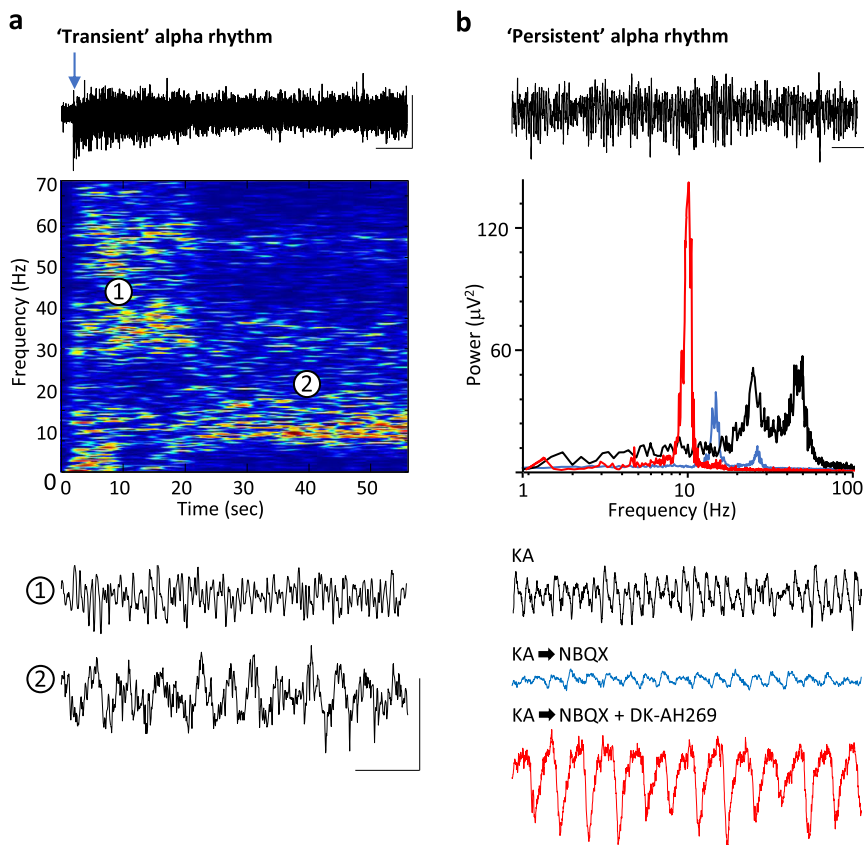 a
‘Transient’ alpha rhythm
70
60
50
40
30
20
10
0
Frequency (Hz)
1
2
0 10 20 30 40 50
Time (sec)
1
2
b
‘Persistent’ alpha rhythm
120
60
Power (μV²)
1 10 100
Frequency (Hz)
KA
KA ➡ NBQX
KA ➡ NBQX + DK-AH269